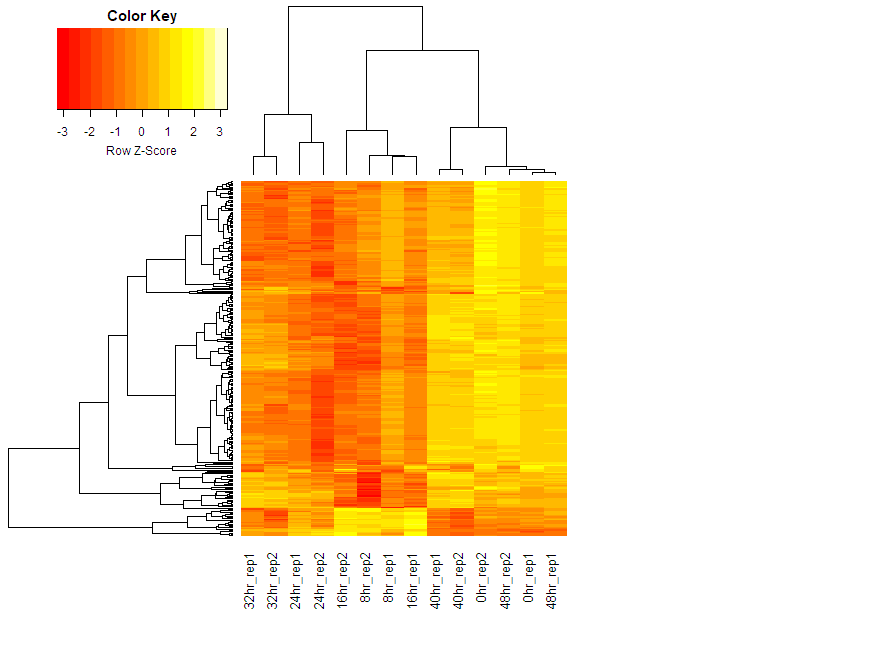 Color Key
-3 -2 -1 0 1 2 3
Row Z-Score
32hr_rep1
32hr_rep2
24hr_rep1
24hr_rep2
16hr_rep2
8hr_rep2
8hr_rep1
16hr_rep1
40hr_rep1
40hr_rep2
0hr_rep2
48hr_rep2
0hr_rep1
48hr_rep1